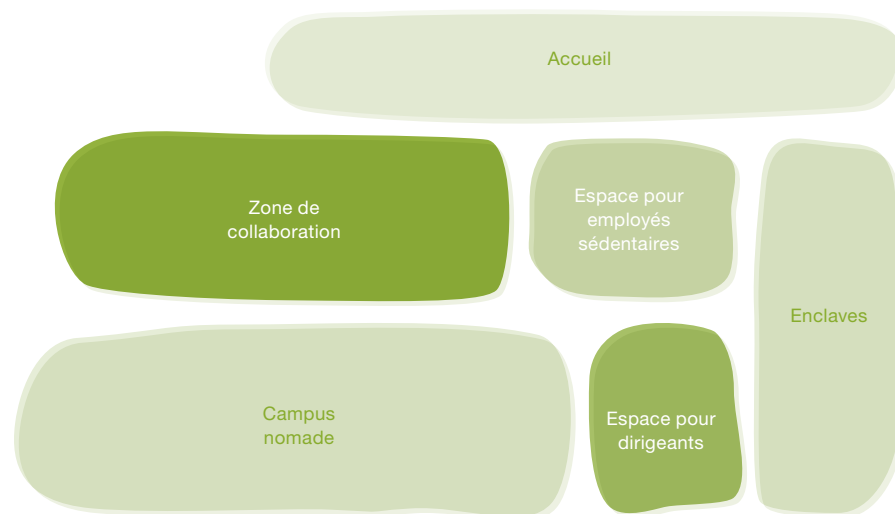 Accueil
Zone de
collaboration
Espace pour
employés
sédentaires
Enclaves
Campus
nomade
Espace pour
dirigeants